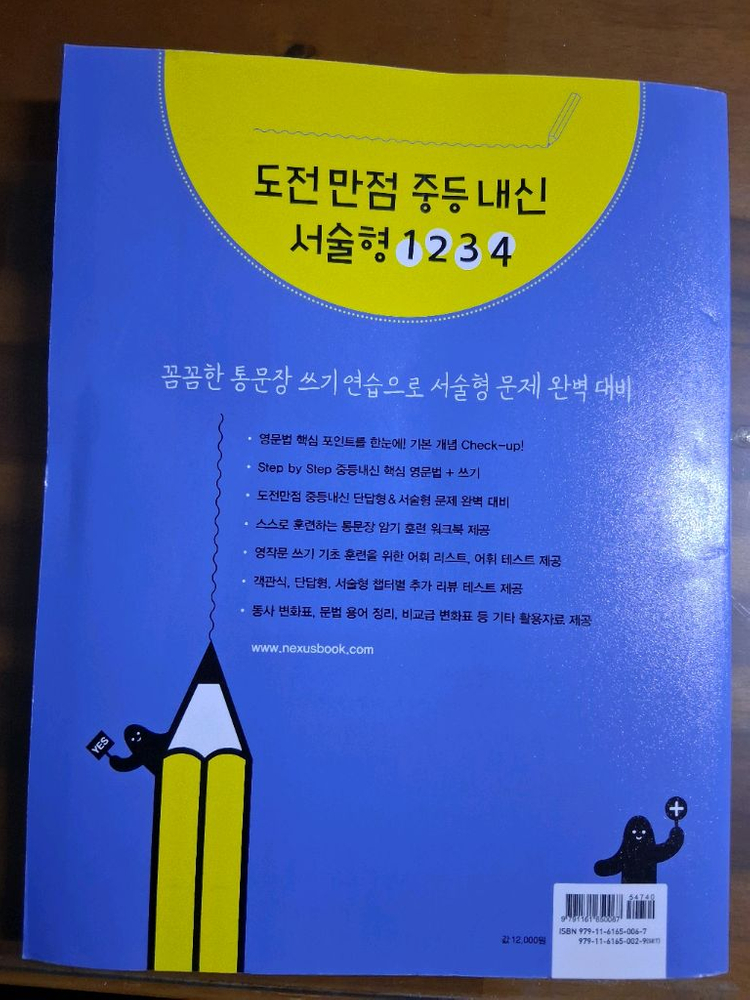 도전만점 중등내신
서술형 1 2 3 4
꼼꼼한 통문장 쓰기 연습으로 서술형 문제 완벽 대비
• 영문법 핵심 포인트를 한눈에! 기본 개념 Check-up!
• Step by Step 중등내신 핵심 영문법 + 쓰기
• 도전만점 중등내신 단답형&서술형 문제 완벽 대비
• 스스로 훈련하는 통문장 암기 훈련 워크북 제공
• 영작문 쓰기 기초 훈련을 위한 어휘 리스트, 어휘 테스트 제공
• 객관식, 단답형, 서술형 챕터별 추가 리뷰 테스트 제공
• 동사 변화표, 문법 용어 정리, 비교급 변화표 등 기타 활용자료 제공
www.nexusbook.com
YES
54740
9 791161 650067
ISBN 979-11-6165-006-7
979-11-6165-002-9(SET)
값 12,000원